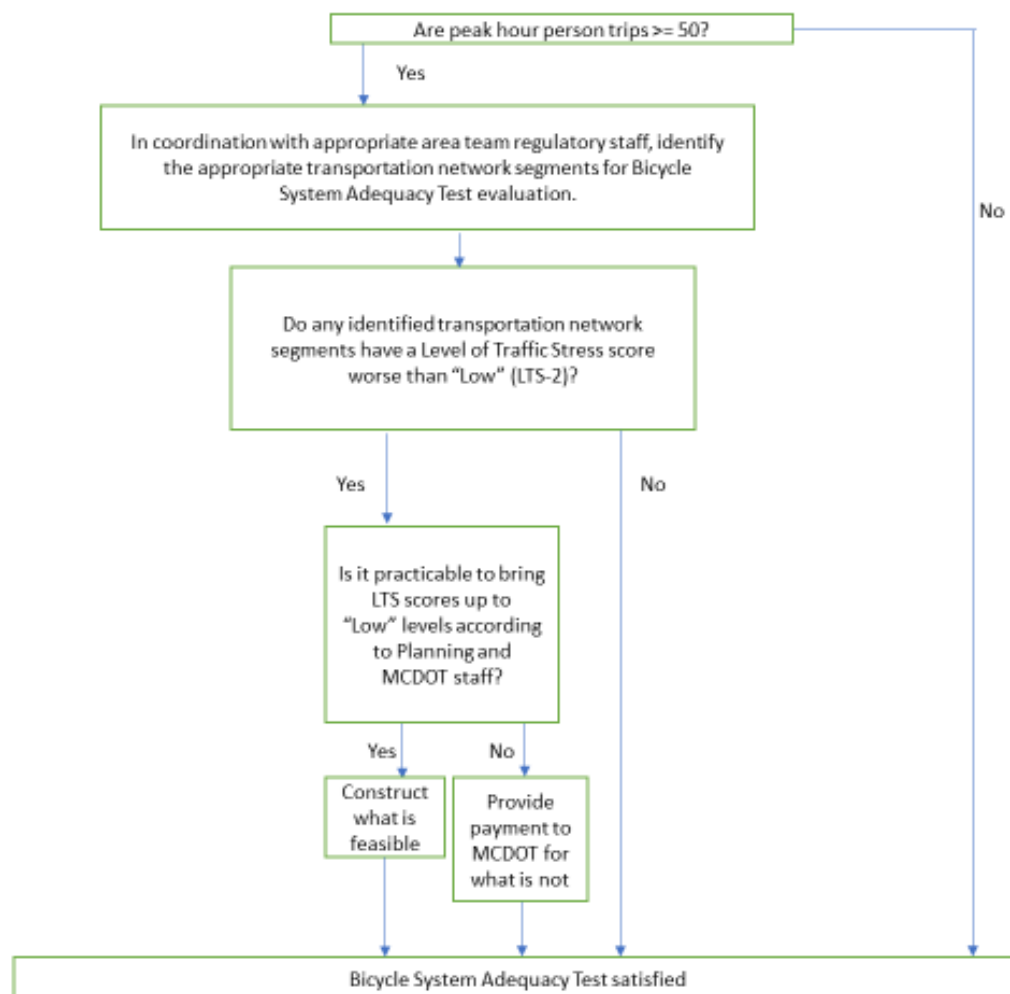 Are peak hour person trips >= 50?
Yes
In coordination with appropriate area team regulatory staff, identify
the appropriate transportation network segments for Bicycle
System Adequacy Test evaluation.
No
Do any identified transportation network
segments have a Level of Traffic Stress score
worse than “Low” (LTS-2)?
Yes
No
Is it practicable to bring
LTS scores up to
“Low” levels according
to Planning and
MCDOT staff?
Yes
No
Construct
what is
feasible
Provide
payment to
MCDOT for
what is not
Bicycle System Adequacy Test satisfied